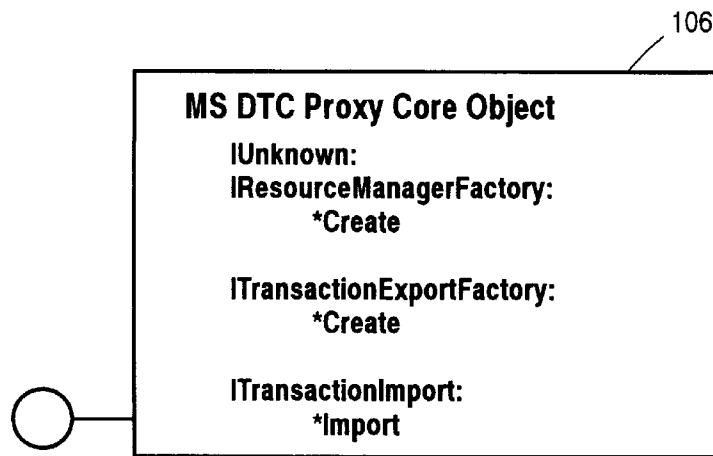 106
MS DTC Proxy Core Object
IUnknown:
IResourceManagerFactory:
*Create
ITransactionExportFactory:
*Create
ITransactionImport:
*Import